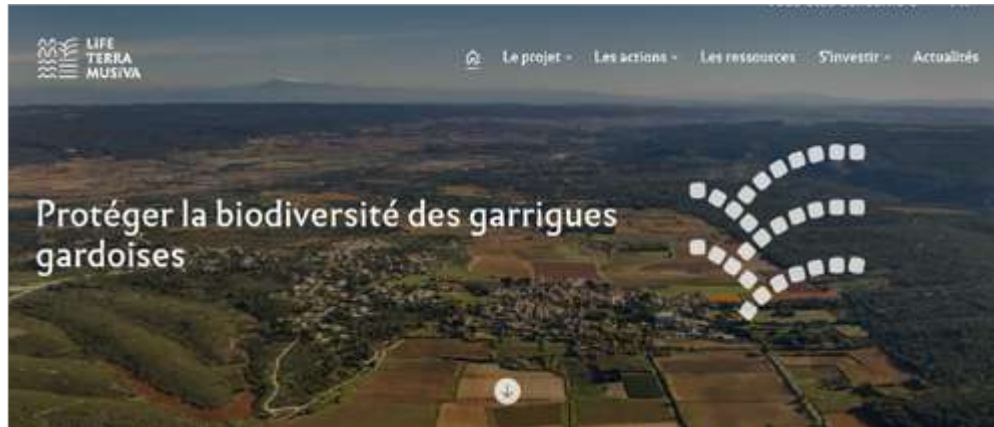 LIFE
TERRA
MUSiVA
Le projet
Les actions
Les ressources
S'investir
Actualités
Protéger la biodiversité des garrigues
gardoises